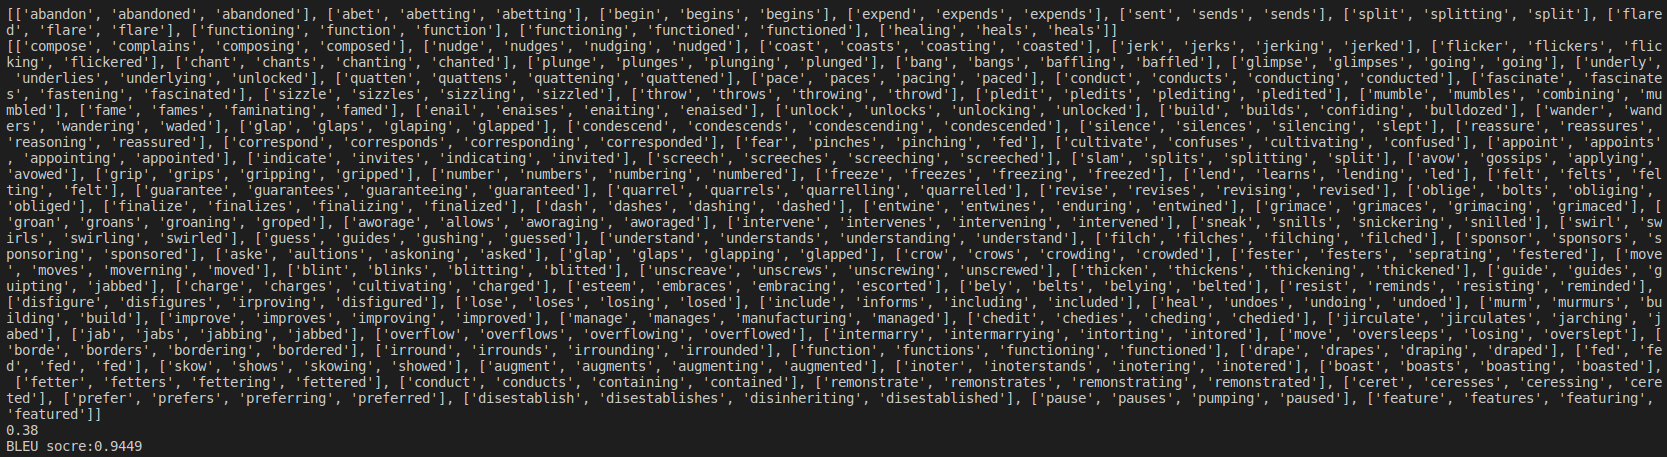 [['abandon', 'abandoned', 'abandoned'], ['abet', 'abetting', 'abetting'], ['begin', 'begins', 'begins'], ['expend', 'expends', 'expends'], ['sent', 'sends', 'sends'], ['split', 'splitting', 'split'], ['flare
d', 'flare', 'flare'], ['functioning', 'function', 'function'], ['functioning', 'functioned', 'functioned'], ['healing', 'heals', 'heals']]
[['compose', 'complains', 'composing', 'composed'], ['nudge', 'nudges', 'nudging', 'nudged'], ['coast', 'coasts', 'coasting', 'coasted'], ['jerk', 'jerks', 'jerking', 'jerked'], ['flicker', 'flickers', 'flic
king', 'flickered'], ['chant', 'chants', 'chanting', 'chanted'], ['plunge', 'plunges', 'plunging', 'plunged'], ['bang', 'bangs', 'baffling', 'baffled'], ['glimpse', 'glimpses', 'going', 'going'], ['underly',
 'underlies', 'underlying', 'unlocked'], ['quatten', 'quattens', 'quattening', 'quattened'], ['pace', 'paces', 'pacing', 'paced'], ['conduct', 'conducts', 'conducting', 'conducted'], ['fascinate', 'fascinate
s', 'fastening', 'fascinated'], ['sizzle', 'sizzles', 'sizzling', 'sizzled'], ['throw', 'throws', 'throwing', 'throwd'], ['pledit', 'pledits', 'plediting', 'pledited'], ['mumble', 'mumbles', 'combining', 'mu
mbled'], ['fame', 'fames', 'faminating', 'famed'], ['enail', 'enaises', 'enaiting', 'enaised'], ['unlock', 'unlocks', 'unlocking', 'unlocked'], ['build', 'builds', 'confiding', 'bulldozed'], ['wander', 'wand
ers', 'wandering', 'waded'], ['glap', 'glaps', 'glaping', 'glapped'], ['condescend', 'condescends', 'condescending', 'condescended'], ['silence', 'silences', 'silencing', 'slept'], ['reassure', 'reassures',
'reasoning', 'reassured'], ['correspond', 'corresponds', 'corresponding', 'corresponded'], ['fear', 'pinches', 'pinching', 'fed'], ['cultivate', 'confuses', 'cultivating', 'confused'], ['appoint', 'appoints'
, 'appointing', 'appointed'], ['indicate', 'invites', 'indicating', 'invited'], ['screech', 'screeches', 'screeching', 'screeched'], ['slam', 'splits', 'splitting', 'split'], ['avow', 'gossips', 'applying',
'avowed'], ['grip', 'grips', 'gripping', 'gripped'], ['number', 'numbers', 'numbering', 'numbered'], ['freeze', 'freezes', 'freezing', 'freezed'], ['lend', 'learns', 'lending', 'led'], ['felt', 'felts', 'fel
ting', 'felt'], ['guarantee', 'guarantees', 'guaranteeing', 'guaranteed'], ['quarrel', 'quarrels', 'quarrelling', 'quarrelled'], ['revise', 'revises', 'revising', 'revised'], ['oblige', 'bolts', 'obliging',
'obliged'], ['finalize', 'finalizes', 'finalizing', 'finalized'], ['dash', 'dashes', 'dashing', 'dashed'], ['entwine', 'entwines', 'enduring', 'entwined'], ['grimace', 'grimaces', 'grimacing', 'grimaced'], [
'groan', 'groans', 'groaning', 'groped'], ['aworage', 'allows', 'aworaging', 'aworaged'], ['intervene', 'intervenes', 'intervening', 'intervened'], ['sneak', 'snills', 'snickering', 'snilled'], ['swirl', 'sw
irls', 'swirling', 'swirled'], ['guess', 'guides', 'gushing', 'guessed'], ['understand', 'understands', 'understanding', 'understand'], ['filch', 'filches', 'filching', 'filched'], ['sponsor', 'sponsors', 's
ponsoring', 'sponsored'], ['aske', 'aultions', 'askoning', 'asked'], ['glap', 'glaps', 'glapping', 'glapped'], ['crow', 'crows', 'crowding', 'crowded'], ['fester', 'festers', 'seprating', 'festered'], ['move
', 'moves', 'moverning', 'moved'], ['blint', 'blinks', 'blitting', 'blitted'], ['unscreave', 'unscrews', 'unscrewing', 'unscrewed'], ['thicken', 'thickens', 'thickening', 'thickened'], ['guide', 'guides', 'g
uipting', 'jabbed'], ['charge', 'charges', 'cultivating', 'charged'], ['esteem', 'embraces', 'embracing', 'escorted'], ['bely', 'belts', 'belying', 'belted'], ['resist', 'reminds', 'resisting', 'reminded'],
['disfigure', 'disfigures', 'irproving', 'disfigured'], ['lose', 'loses', 'losing', 'losed'], ['include', 'informs', 'including', 'included'], ['heal', 'undoes', 'undoing', 'undoed'], ['murm', 'murmurs', 'bu
ilding', 'build'], ['improve', 'improves', 'improving', 'improved'], ['manage', 'manages', 'manufacturing', 'managed'], ['chedit', 'chedies', 'cheding', 'chedied'], ['jirculate', 'jirculates', 'jarching', 'j
abed'], ['jab', 'jabs', 'jabbing', 'jabbed'], ['overflow', 'overflows', 'overflowing', 'overflowed'], ['intermarry', 'intermarrying', 'intorting', 'intored'], ['move', 'oversleeps', 'losing', 'overslept'], [
'borde', 'borders', 'bordering', 'bordered'], ['irround', 'irrounds', 'irrounding', 'irrounded'], ['function', 'functions', 'functioning', 'functioned'], ['drape', 'drapes', 'draping', 'draped'], ['fed', 'fe
d', 'fed', 'fed'], ['skow', 'shows', 'skowing', 'showed'], ['augment', 'augments', 'augmenting', 'augmented'], ['inoter', 'inoterstands', 'inotering', 'inotered'], ['boast', 'boasts', 'boasting', 'boasted'],
 ['fetter', 'fetters', 'fettering', 'fettered'], ['conduct', 'conducts', 'containing', 'contained'], ['remonstrate', 'remonstrates', 'remonstrating', 'remonstrated'], ['ceret', 'ceresses', 'ceressing', 'cere
ted'], ['prefer', 'prefers', 'preferring', 'preferred'], ['disestablish', 'disestablishes', 'disinheriting', 'disestablished'], ['pause', 'pauses', 'pumping', 'paused'], ['feature', 'features', 'featuring',
'featured']]
0.38
BLEU socre:0.9449